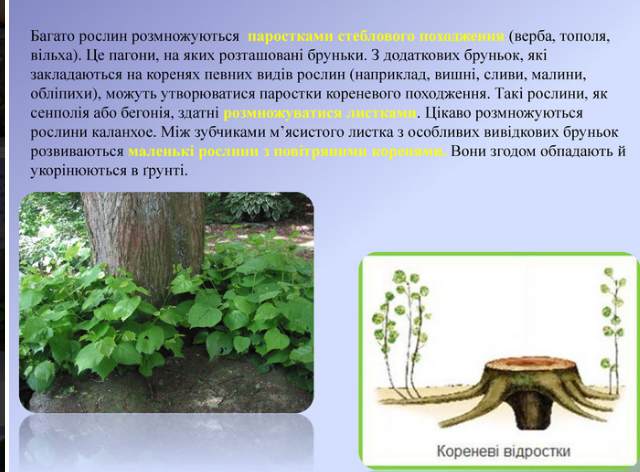 Багато рослин розмножуються паростками стеблового походження (верба, тополя,
вільха). Це пагони, на яких розташовані бруньки. З додаткових бруньок, які
закладаються на коренях певних видів рослин (наприклад, вишні, сливи, малини,
обліпихи), можуть утворюватися паростки кореневого походження. Такі рослини, як
сенполія або бегонія, здатні розмножуватися листками. Цікаво розмножуються
рослини каланхое. Між зубчиками м’ясистого листка з особливих вивідкових бруньок
розвиваються маленькі рослини з повітряними коренями. Вони згодом обпадають й
укорінюються в ґрунті.
Кореневі відростки